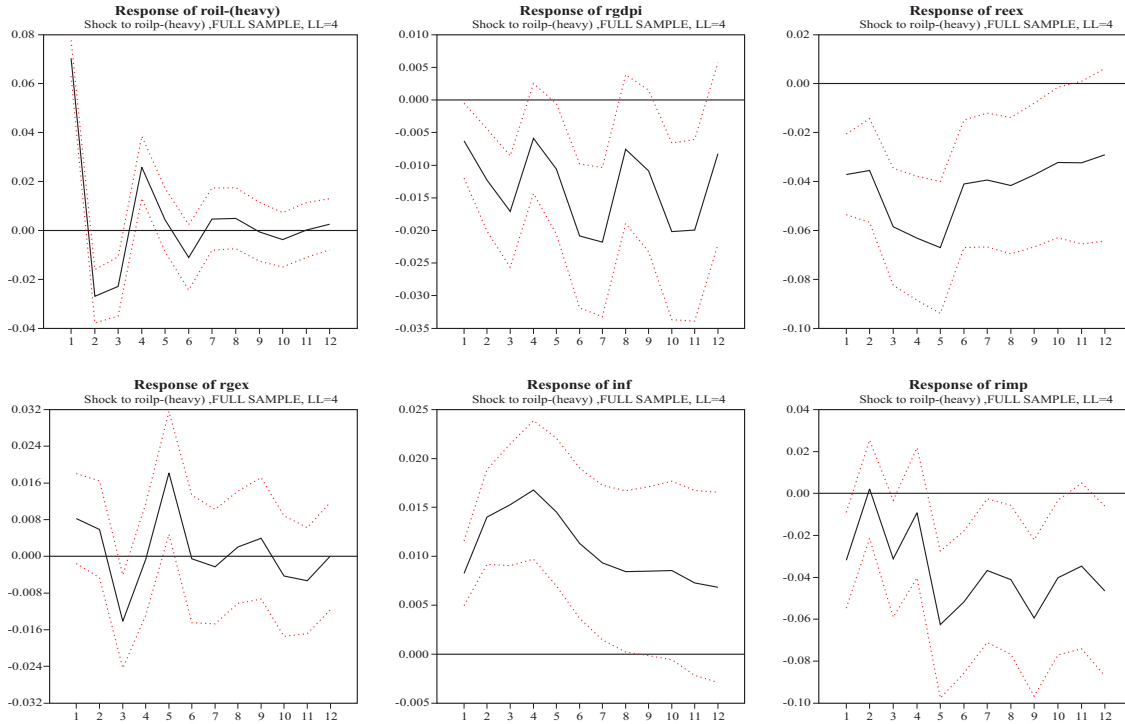 Response of roil-(heavy)
Shock to roilp-(heavy) ,FULL SAMPLE, LL=4
0.08
0.06
0.04
0.02
0.00
-0.02
-0.04
1 2 3 4 5 6 7 8 9 10 11 12
Response of rgdpi
Shock to roilp-(heavy) ,FULL SAMPLE, LL=4
0.010
0.005
0.000
-0.005
-0.010
-0.015
-0.020
-0.025
-0.030
-0.035
1 2 3 4 5 6 7 8 9 10 11 12
Response of reex
Shock to roilp-(heavy) ,FULL SAMPLE, LL=4
0.02
0.00
-0.02
-0.04
-0.06
-0.08
-0.10
1 2 3 4 5 6 7 8 9 10 11 12
Response of rgex
Shock to roilp-(heavy) ,FULL SAMPLE, LL=4
0.032
0.024
0.016
0.008
0.000
-0.008
-0.016
-0.024
-0.032
1 2 3 4 5 6 7 8 9 10 11 12
Response of inf
Shock to roilp-(heavy) ,FULL SAMPLE, LL=4
0.025
0.020
0.015
0.010
0.005
0.000
-0.005
1 2 3 4 5 6 7 8 9 10 11 12
Response of rimp
Shock to roilp-(heavy) ,FULL SAMPLE, LL=4
0.04
0.02
0.00
-0.02
-0.04
-0.06
-0.08
-0.10
1 2 3 4 5 6 7 8 9 10 11 12